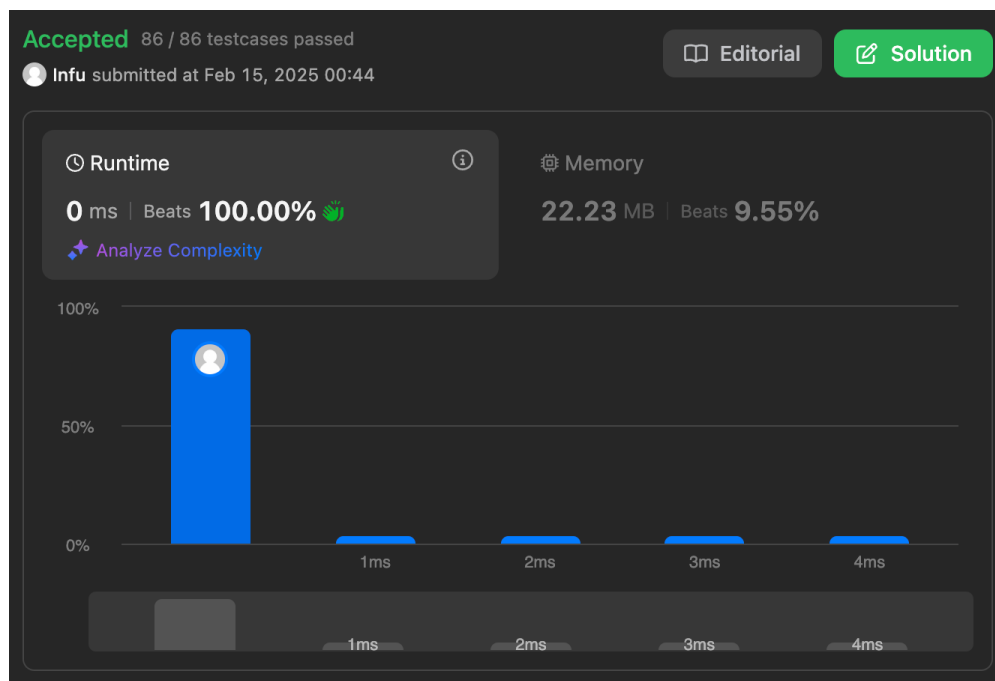 Accepted 86 / 86 testcases passed
Infu submitted at Feb 15, 2025 00:44
Editorial
Solution
Runtime
0 ms | Beats 100.00%
Analyze Complexity
Memory
22.23 MB | Beats 9.55%
100%
50%
0%
1ms 2ms 3ms 4ms
1ms 2ms 3ms 4ms